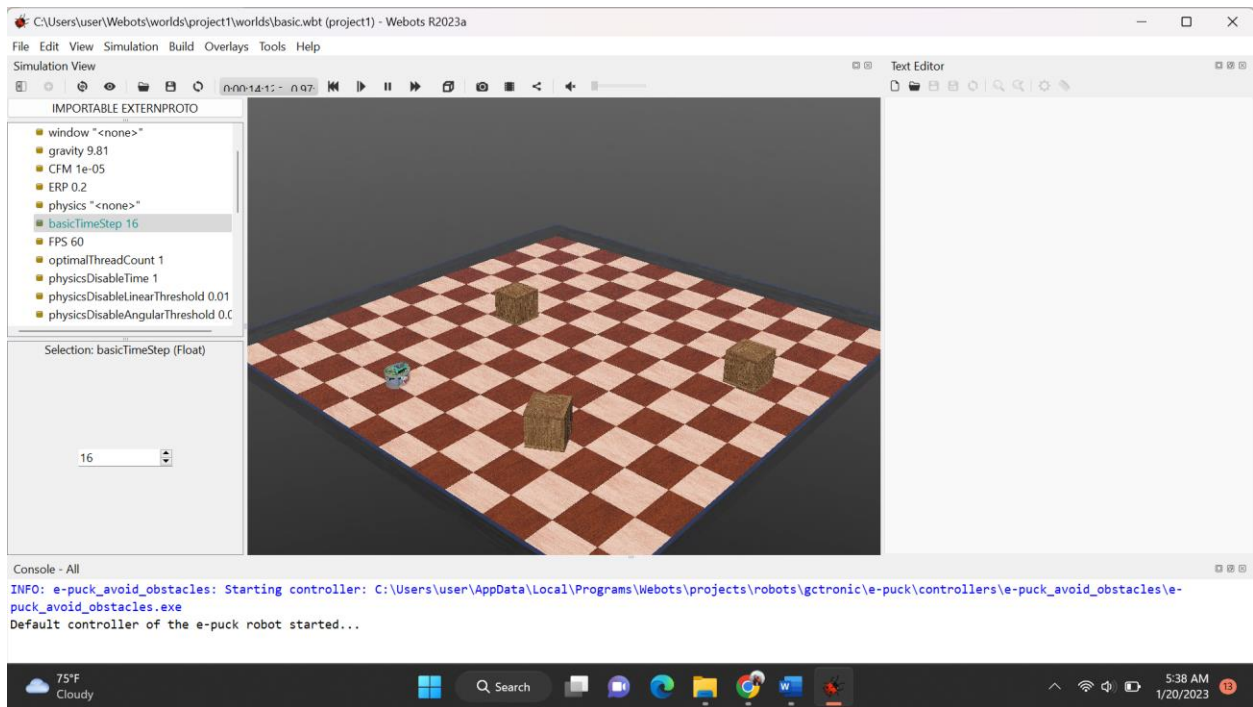 C:\Users\user\Webots\worlds\project1\worlds\basic.wbt (project1) - Webots R2023a
File Edit View Simulation Build Overlays Tools Help
Simulation View
Text Editor
IMPORTABLE EXTERNPROTO
window "<none>"
gravity 9.81
CFM 1e-05
ERP 0.2
physics "<none>"
basicTimeStep 16
FPS 60
optimalThreadCount 1
physicsDisableTime 1
physicsDisableLinearThreshold 0.01
physicsDisableAngularThreshold
Selection: basicTimeStep (Float)
16
Console - All
INFO: e-puck_avoid_obstacles: Starting controller: C:\Users\user\AppData\Local\Programs\Webots\projects\robots\gctronic\e-puck\controllers\e-puck_avoid_obstacles\e-
puck_avoid_obstacles.exe
Default controller of the e-puck robot started...
75°F
Cloudy
Search
5:38 AM
1/20/2023
13